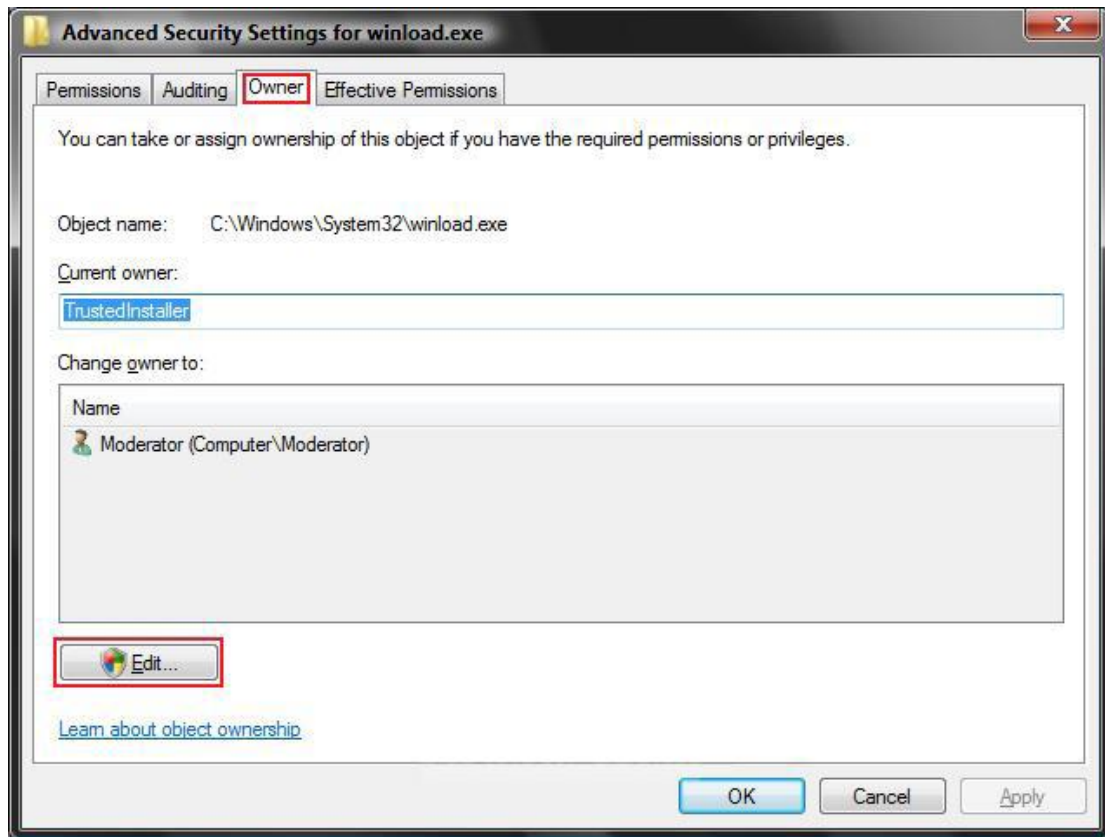 Advanced Security Settings for winload.exe
Permissions Auditing Owner Effective Permissions
You can take or assign ownership of this object if you have the required permissions or privileges.
Object name: C:\Windows\System32\winload.exe
Current owner:
TrustedInstaller
Change owner to:
Name
Moderator (Computer\Moderator)
Edit...
Learn about object ownership
OK Cancel Apply